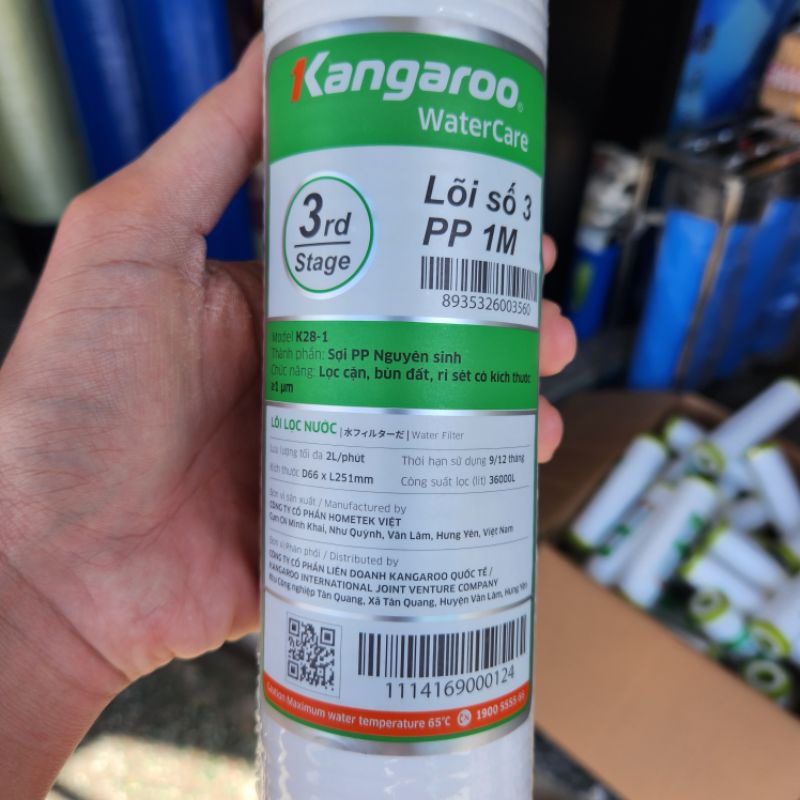 Kangaroo®
WaterCare
3rd
Stage
Lõi số 3
PP 1M
8935326003560
Model K28-1
Thành phần: Sợi PP Nguyên sinh
Chức năng: Lọc cặn, bùn đất, rỉ sét có kích thước
≥1 µm
LÕI LỌC NƯỚC | 水フィルターだ | Water Filter
Lưu lượng tối đa 2L/phút
Kích thước D66 x L251mm
Thời hạn sử dụng 9/12 tháng
Công suất lọc (lít) 36000L
Đơn vị sản xuất / Manufactured by
CÔNG TY CỔ PHẦN HOMETEK VIỆT
Cụm CN Minh Khai, Như Quỳnh, Văn Lâm, Hưng Yên, Việt Nam
Đơn vị Phân phối / Distributed by
CÔNG TY CỔ PHẦN LIÊN DOANH KANGAROO QUỐC TẾ /
KANGAROO INTERNATIONAL JOINT VENTURE COMPANY
Khu Công nghiệp Tân Quang, Xã Tân Quang, Huyện Văn Lâm, Hưng Yên
1114169000124
Caution Maximum water temperature 65°C 1900 5555 66